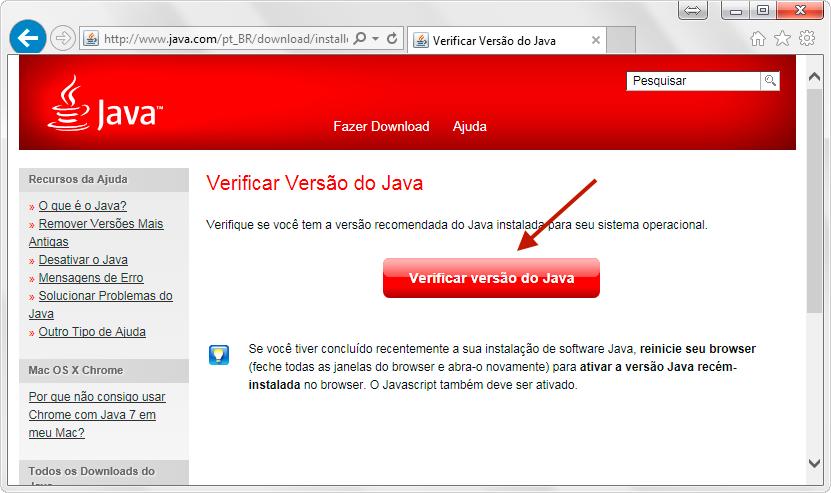 http://www.java.com/pt_BR/download/installe
Verificar Versão do Java
Java™
Pesquisar
Fazer Download
Ajuda
Recursos da Ajuda
» O que é o Java?
» Remover Versões Mais
Antigas
» Desativar o Java
» Mensagens de Erro
» Solucionar Problemas do
Java
» Outro Tipo de Ajuda
Mac OS X Chrome
Por que não consigo usar
Chrome com Java 7 em
meu Mac?
Todos os Downloads do
Java
Verificar Versão do Java
Verifique se você tem a versão recomendada do Java instalada para seu sistema operacional.
Verificar versão do Java
Se você tiver concluído recentemente a sua instalação de software Java, reinicie seu browser
(feche todas as janelas do browser e abra-o novamente) para ativar a versão Java recém-
instalada no browser. O Javascript também deve ser ativado.